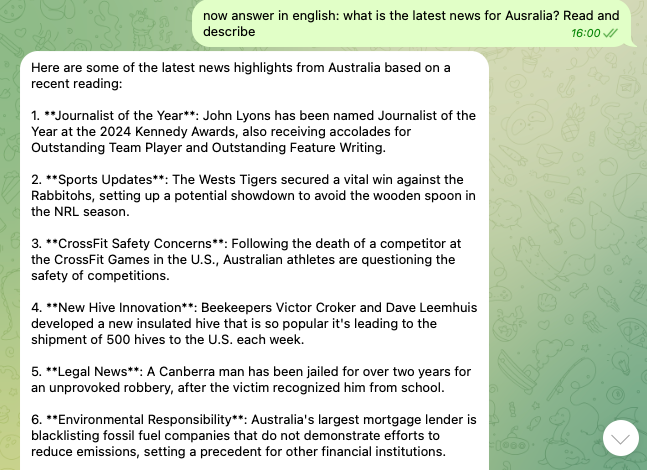 now answer in english: what is the latest news for Ausralia? Read and
describe
16:00
Here are some of the latest news highlights from Australia based on a
recent reading:
1. **Journalist of the Year**: John Lyons has been named Journalist of the
Year at the 2024 Kennedy Awards, also receiving accolades for
Outstanding Team Player and Outstanding Feature Writing.
2. **Sports Updates**: The Wests Tigers secured a vital win against the
Rabbitohs, setting up a potential showdown to avoid the wooden spoon in
the NRL season.
3. **CrossFit Safety Concerns**: Following the death of a competitor at
the CrossFit Games in the U.S., Australian athletes are questioning the
safety of competitions.
4. **New Hive Innovation**: Beekeepers Victor Croker and Dave Leemhuis
developed a new insulated hive that is so popular it's leading to the
shipment of 500 hives to the U.S. each week.
5. **Legal News**: A Canberra man has been jailed for over two years for
an unprovoked robbery, after the victim recognized him from school.
6. **Environmental Responsibility**: Australia's largest mortgage lender is
blacklisting fossil fuel companies that do not demonstrate efforts to
reduce emissions, setting a precedent for other financial institutions.